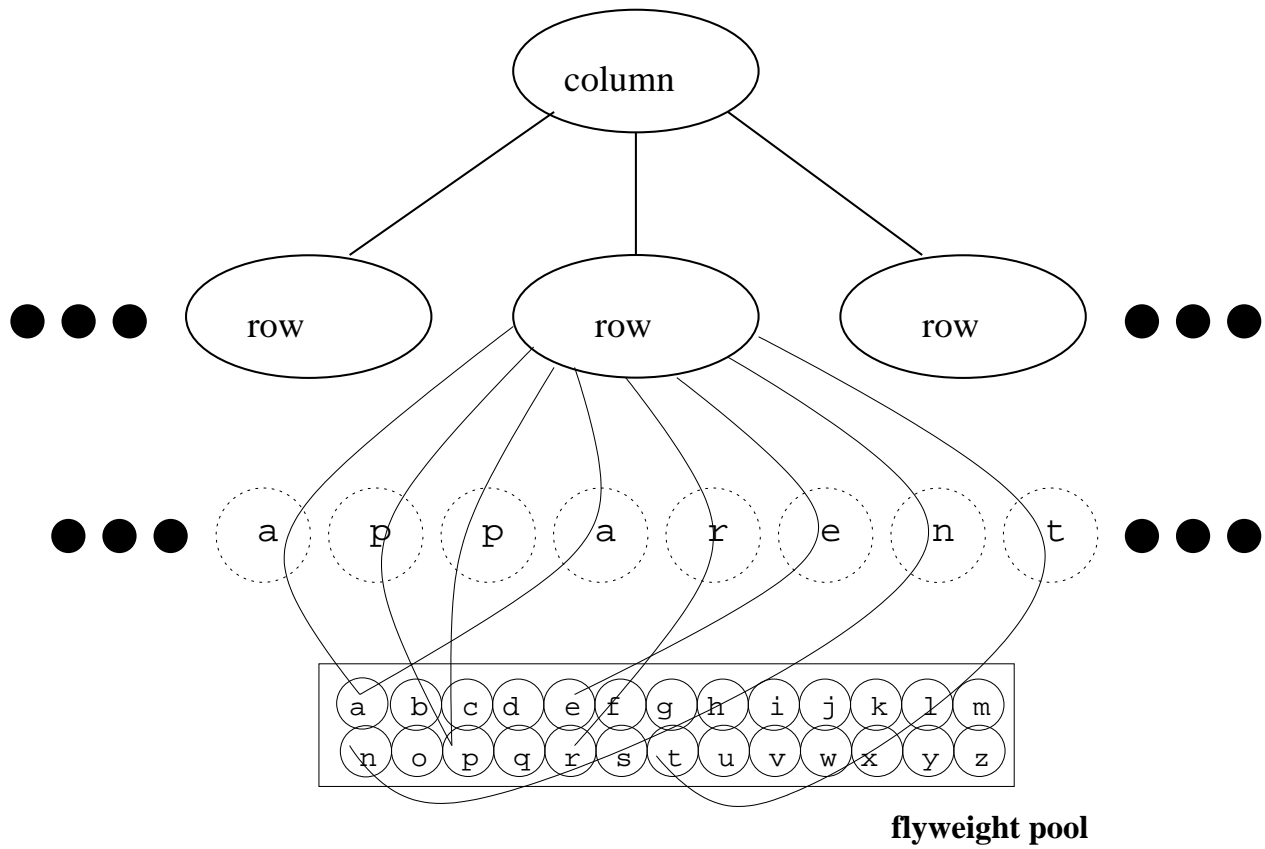 column
row row row
a p p a r e n t
a b c d e f g h i j k l m
n o p q r s t u v w x y z
flyweight pool